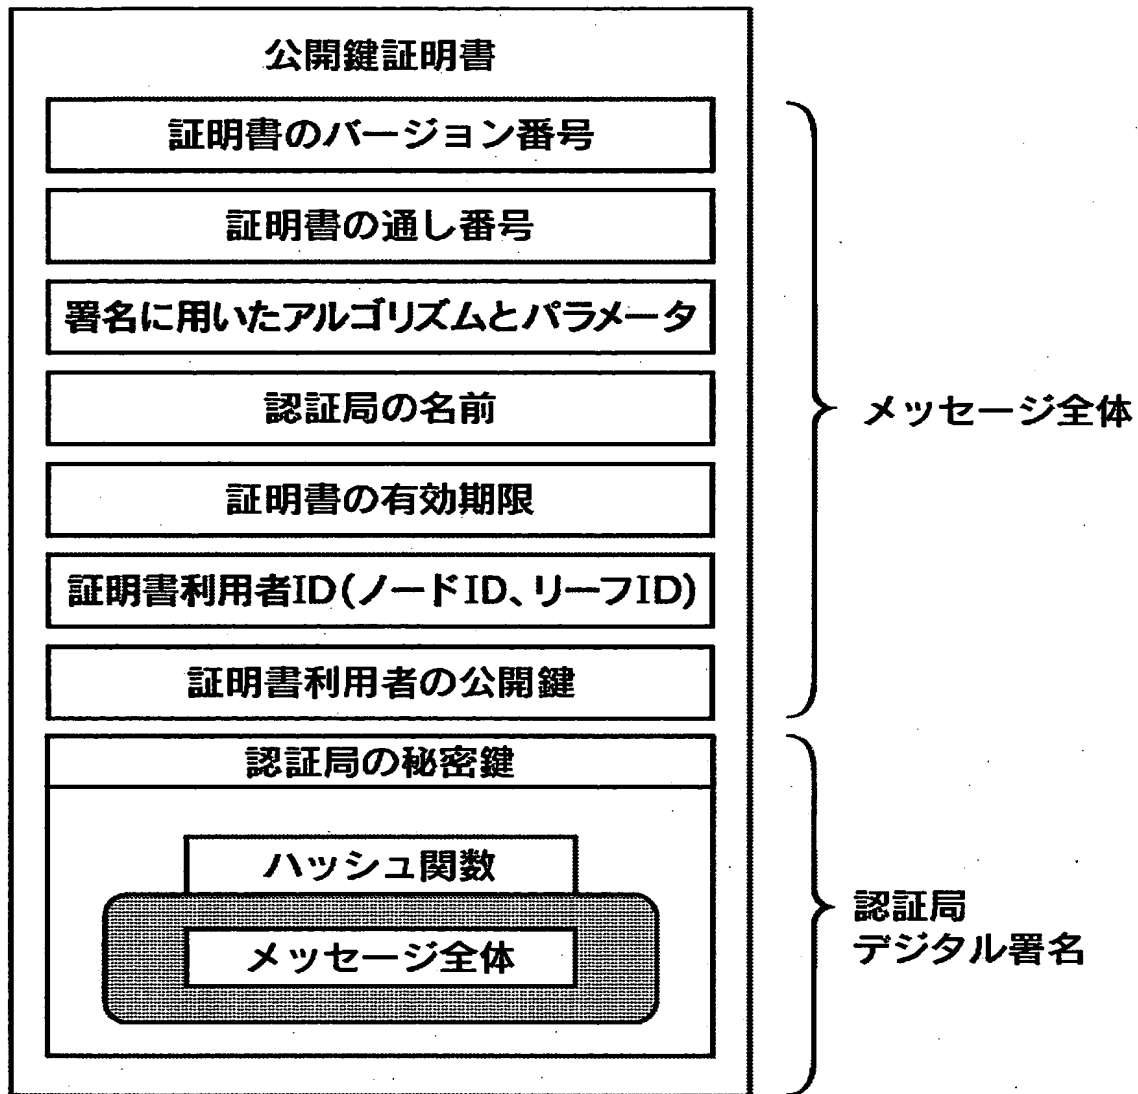 公開鍵証明書
証明書のバージョン番号
証明書の通し番号
署名に用いたアルゴリズムとパラメータ
認証局の名前
証明書の有効期限
証明書利用者ID(ノードID、リーフID)
証明書利用者の公開鍵
メッセージ全体
認証局の秘密鍵
ハッシュ関数
メッセージ全体
認証局
デジタル署名